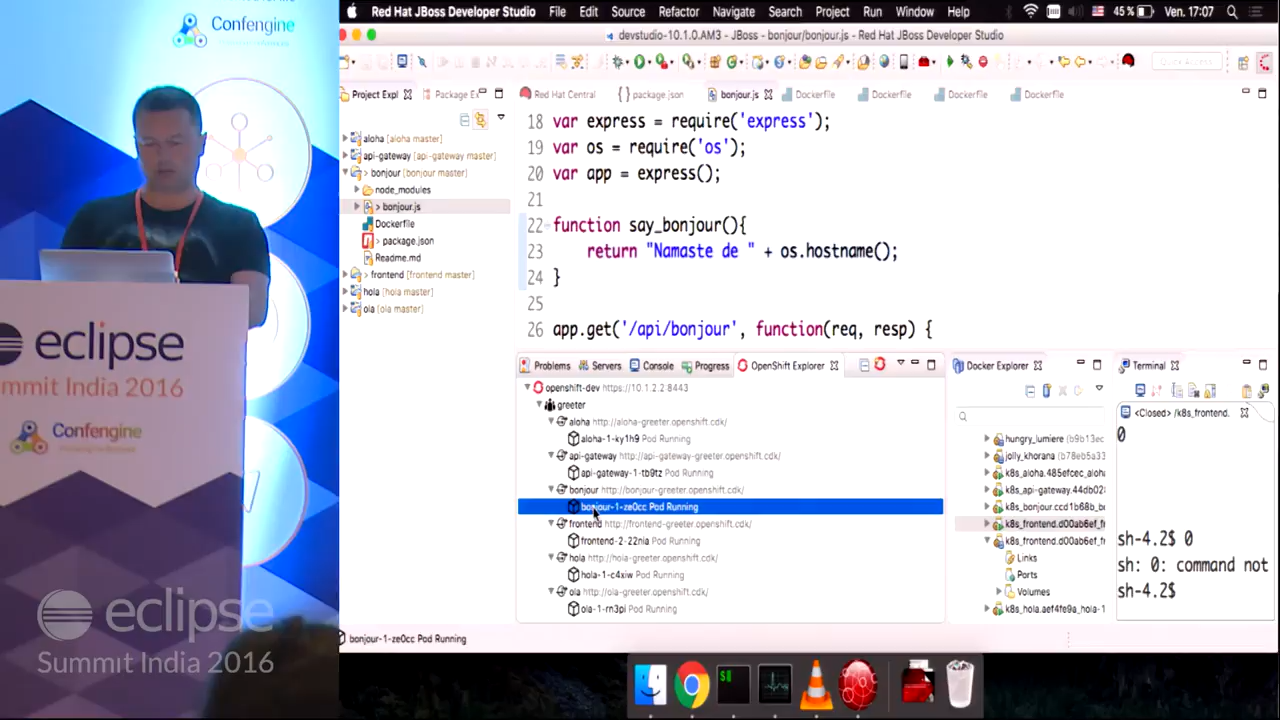 Confengine
eclipse
Summit India 2016
Confengine
eclipse
Summit India 2016
Red Hat JBoss Developer Studio File Edit Source Refactor Navigate Search Project Run Window Help 45 % Ven. 17:07
devstudio-10.1.0.AM3 - JBoss - bonjour/bonjour.js - Red Hat JBoss Developer Studio
Quick Access
Project Expl Package E
aloha [aloha master]
api-gateway [api-gateway master]
> bonjour [bonjour master]
node_modules
> bonjour.js
Dockerfile
> package.json
Readme.md
> frontend [frontend master]
hola [hola master]
ola [ola master]
Red Hat Central package.json bonjour.js Dockerfile Dockerfile Dockerfile Dockerfile
18 var express = require('express');
19 var os = require('os');
20 var app = express();
21
22 function say_bonjour(){
23 return "Namaste de " + os.hostname();
24 }
25
26 app.get('/api/bonjour', function(req, resp) {
Problems Servers Console Progress OpenShift Explorer
openshift-dev https://10.1.2.2:8443
greeter
aloha http://aloha-greeter.openshift.cdk/
aloha-1-ky1h9 Pod Running
api-gateway http://api-gateway-greeter.openshift.cdk/
api-gateway-1-tb9tz Pod Running
bonjour http://bonjour-greeter.openshift.cdk/
bonjour-1-ze0cc Pod Running
frontend http://frontend-greeter.openshift.cdk/
frontend-2-22nia Pod Running
hola http://hola-greeter.openshift.cdk/
hola-1-c4xiw Pod Running
ola http://ola-greeter.openshift.cdk/
ola-1-rn3pi Pod Running
Docker Explorer
hungry_lumiere (b9b13ec
jolly_khorana (b78eb5a33
k8s_aloha.485efcec_aloha
k8s_api-gateway.44db02
k8s_bonjour.ccd1b68b_b
k8s_frontend.d00ab6ef_f
k8s_frontend.d00ab6ef_f
Links
Ports
Volumes
k8s_hola.aef4fe9a_hola-1
Terminal
<Closed> /k8s_frontend.
0
sh-4.2$ 0
sh: 0: command not
sh-4.2$
bonjour-1-ze0cc Pod Running